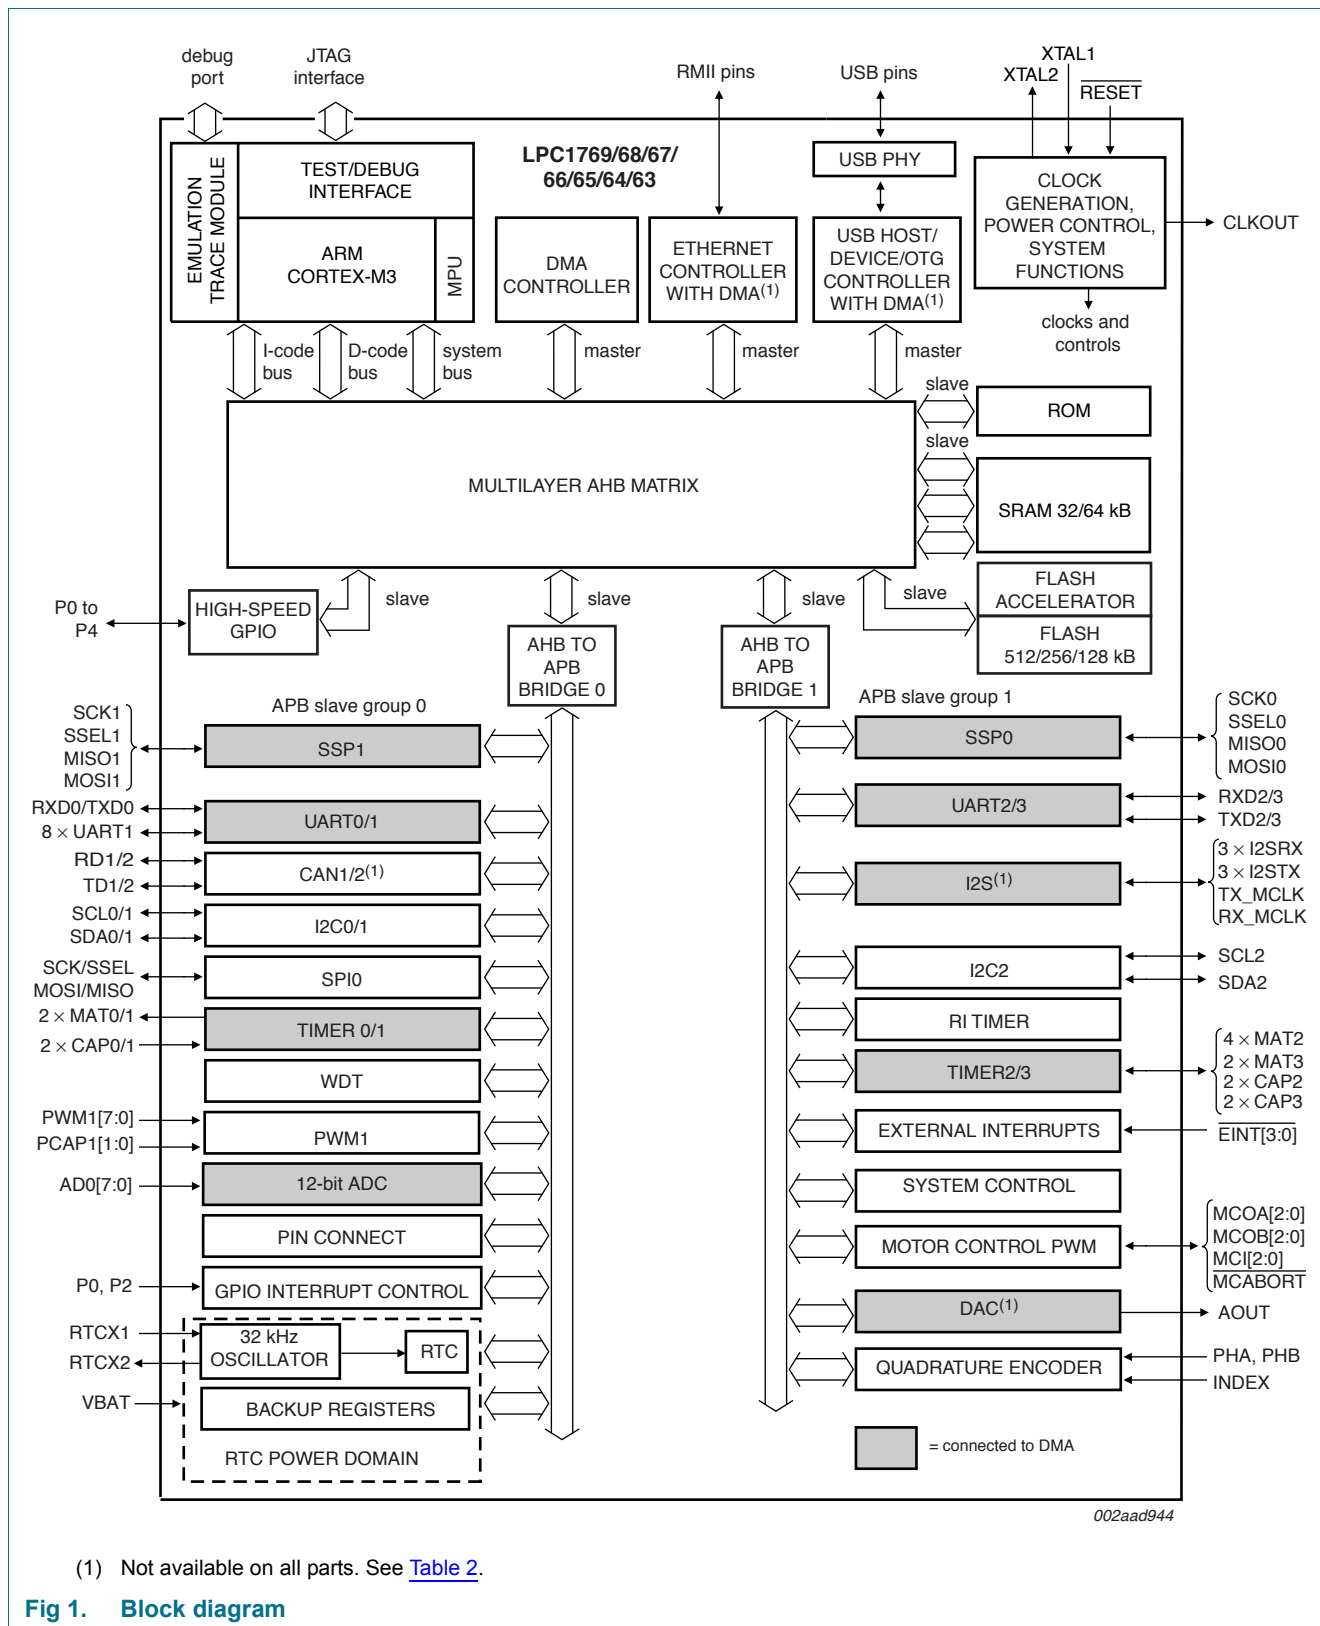 debug
port
JTAG
interface
RMII pins
USB pins
XTAL1
XTAL2
RESET
EMULATION
TRACE MODULE
TEST/DEBUG
INTERFACE
ARM
CORTEX-M3
MPU
LPC1769/68/67/
66/65/64/63
DMA
CONTROLLER
ETHERNET
CONTROLLER
WITH DMA(1)
USB PHY
USB HOST/
DEVICE/OTG
CONTROLLER
WITH DMA(1)
CLOCK
GENERATION,
POWER CONTROL,
SYSTEM
FUNCTIONS
CLKOUT
clocks and
controls
I-code
bus
D-code
bus
system
bus
master
master
master
slave
ROM
slave
SRAM 32/64 kB
MULTILAYER AHB MATRIX
P0 to
P4
HIGH-SPEED
GPIO
slave
slave
slave
slave
FLASH
ACCELERATOR
FLASH
512/256/128 kB
AHB TO
APB
BRIDGE 0
AHB TO
APB
BRIDGE 1
APB slave group 0
SCK1
SSEL1
MISO1
MOSI1
SSP1
RXD0/TXD0
8 × UART1
UART0/1
RD1/2
TD1/2
CAN1/2(1)
SCL0/1
SDA0/1
I2C0/1
SCK/SSEL
MOSI/MISO
SPI0
2 × MAT0/1
2 × CAP0/1
TIMER 0/1
WDT
PWM1[7:0]
PCAP1[1:0]
PWM1
AD0[7:0]
12-bit ADC
PIN CONNECT
P0, P2
GPIO INTERRUPT CONTROL
RTCX1
RTCX2
32 kHz
OSCILLATOR
RTC
VBAT
BACKUP REGISTERS
RTC POWER DOMAIN
APB slave group 1
SSP0
SCK0
SSEL0
MISO0
MOSI0
UART2/3
RXD2/3
TXD2/3
I2S(1)
3 × I2SRX
3 × I2STX
TX_MCLK
RX_MCLK
I2C2
SCL2
SDA2
RI TIMER
TIMER2/3
4 × MAT2
2 × MAT3
2 × CAP2
2 × CAP3
EXTERNAL INTERRUPTS
EINT[3:0]
SYSTEM CONTROL
MOTOR CONTROL PWM
MCOA[2:0]
MCOB[2:0]
MCI[2:0]
MCABORT
DAC(1)
AOUT
QUADRATURE ENCODER
PHA, PHB
INDEX
= connected to DMA
002aad944
(1) Not available on all parts. See Table 2.
Fig 1. Block diagram